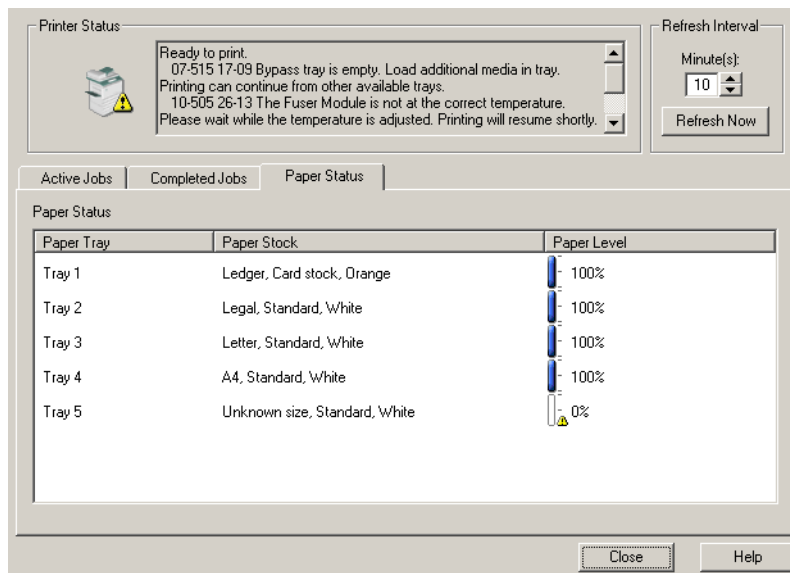 Printer Status
Ready to print.
07-515 17-09 Bypass tray is empty. Load additional media in tray.
Printing can continue from other available trays.
10-505 26-13 The Fuser Module is not at the correct temperature.
Please wait while the temperature is adjusted. Printing will resume shortly.
Refresh Interval
Minute(s):
10
Refresh Now
Active Jobs Completed Jobs Paper Status
Paper Status
Paper Tray Paper Stock Paper Level
Tray 1 Ledger, Card stock, Orange 100%
Tray 2 Legal, Standard, White 100%
Tray 3 Letter, Standard, White 100%
Tray 4 A4, Standard, White 100%
Tray 5 Unknown size, Standard, White 0%
Close Help